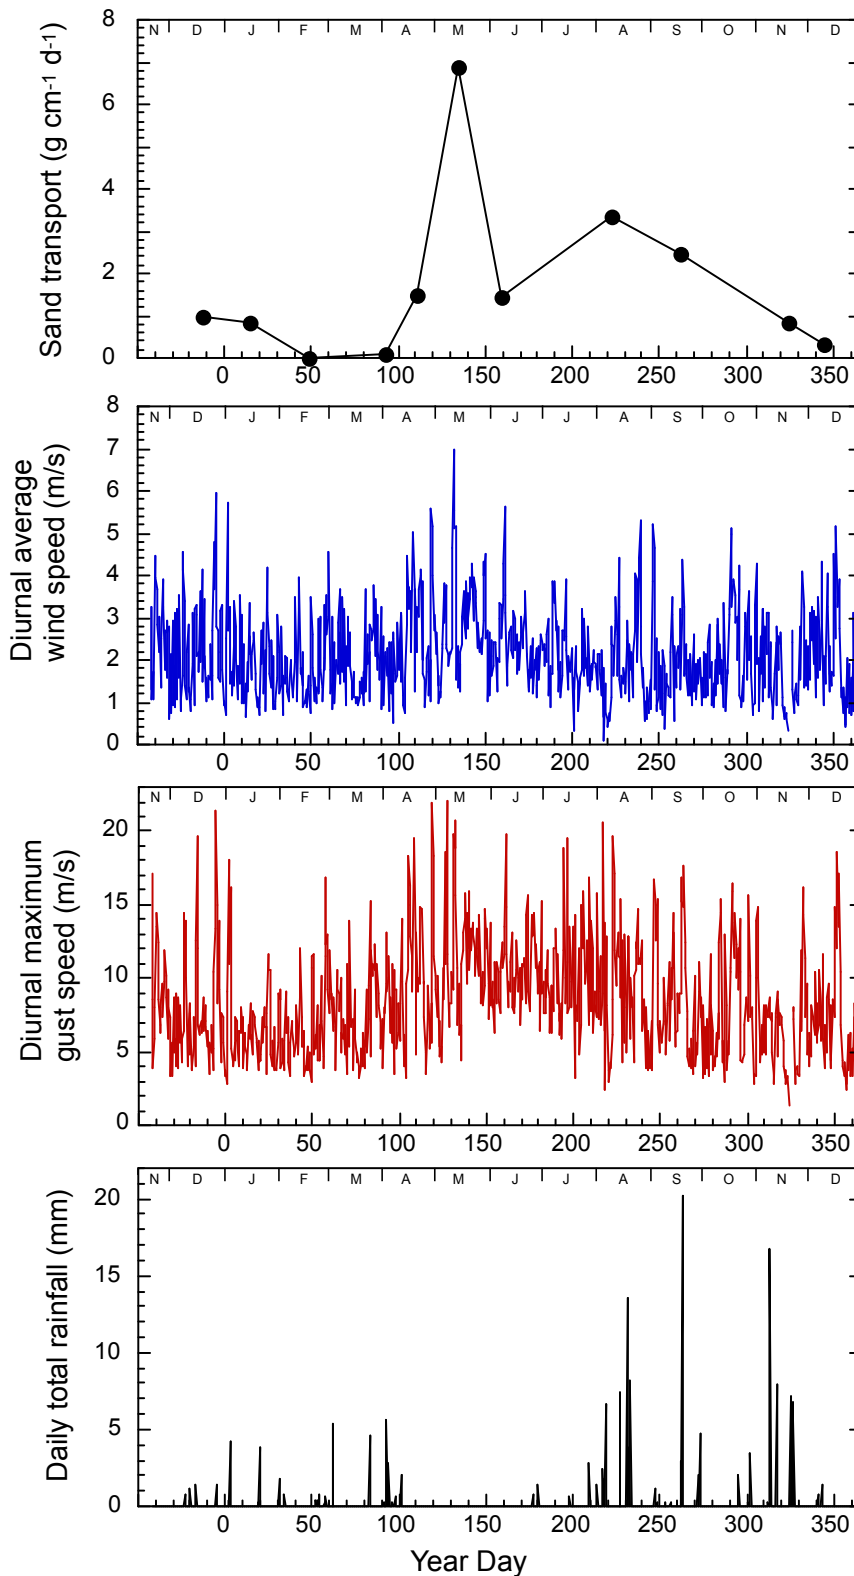 8
N D J F M A M J J A S O N D
6
4
2
0
Sand transport (g cm-1 d-1)
0 50 100 150 200 250 300 350
8
N D J F M A M J J A S O N D
7
6
5
4
3
2
1
0
Diurnal average
wind speed (m/s)
0 50 100 150 200 250 300 350
N D J F M A M J J A S O N D
20
15
10
5
0
Diurnal maximum
gust speed (m/s)
0 50 100 150 200 250 300 350
N D J F M A M J J A S O N D
20
15
10
5
0
Daily total rainfall (mm)
0 50 100 150 200 250 300 350
Year Day